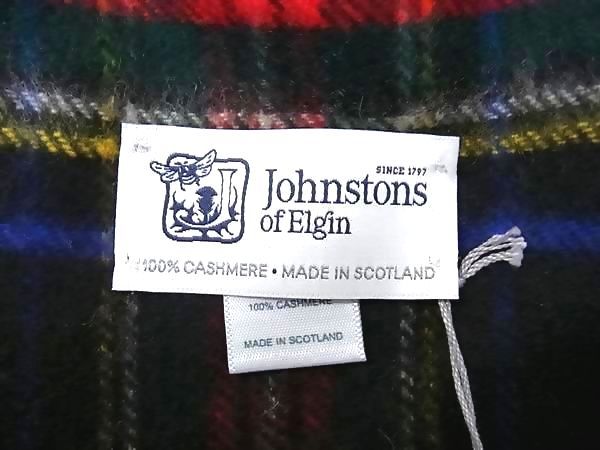 SINCE 1797
Johnstons
of Elgin
100% CASHMERE • MADE IN SCOTLAND
100% CASHMERE
MADE IN SCOTLAND